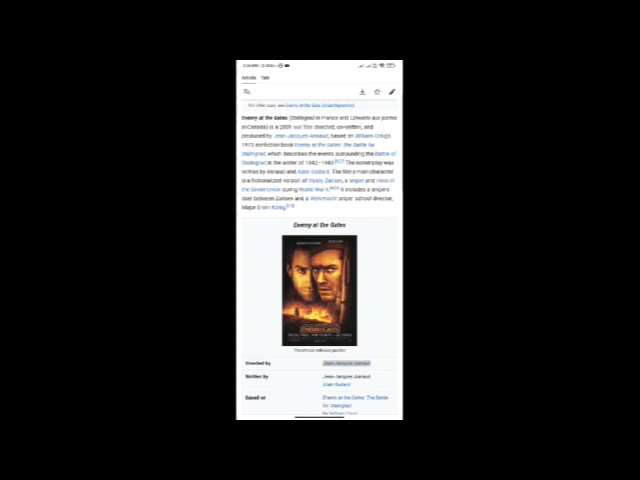 Article Talk
For other uses, see Enemy at the Gates (disambiguation).
Enemy at the Gates (Stalingrad in France and L'ennemi aux portes
in Canada) is a 2001 war film directed, co-written, and
produced by Jean-Jacques Annaud, based on William Craig's
1973 nonfiction book Enemy at the Gates: The Battle for
Stalingrad, which describes the events surrounding the Battle of
Stalingrad in the winter of 1942–1943. The screenplay was
written by Annaud and Alain Godard. The film's main character
is a fictionalized version of Vasily Zaitsev, a sniper and Hero of
the Soviet Union during World War II. It includes a snipers'
duel between Zaitsev and a Wehrmacht sniper school director,
Major Erwin König.
Enemy at the Gates
Theatrical release poster
Directed by Jean-Jacques Annaud
Written by Jean-Jacques Annaud
Alain Godard
Based on Enemy at the Gates: The Battle
for Stalingrad
by William Craig